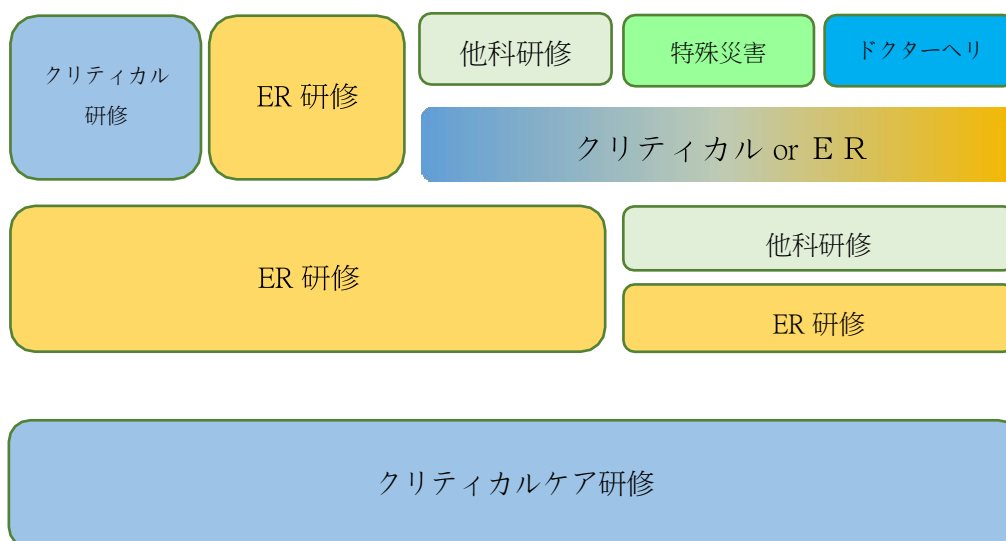 クリティカル
研修
ER 研修
他科研修
特殊災害
ドクターヘリ
クリティカル or ＥＲ
ER 研修
他科研修
ER 研修
クリティカルケア研修